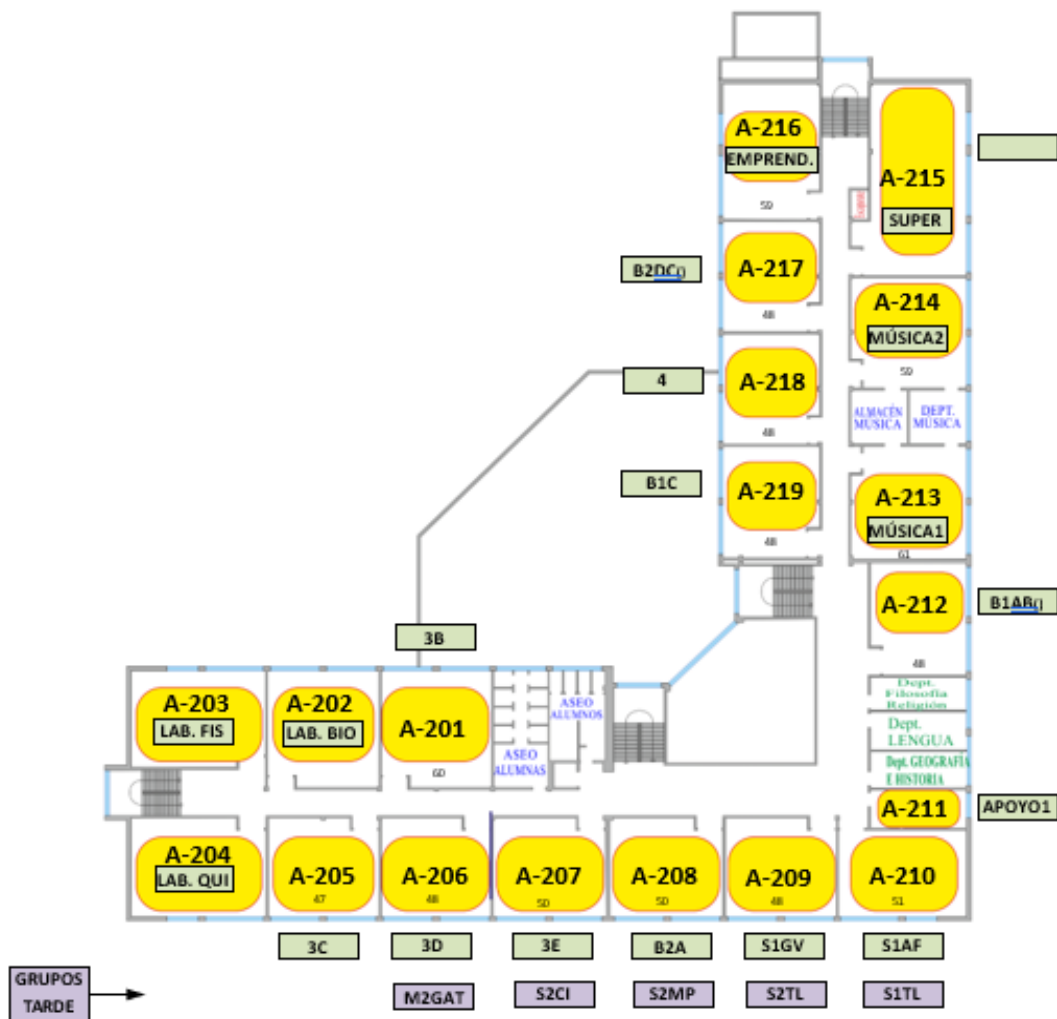 A-216
EMPREND.
59
A-215
SUPER
B2DC()
A-217
48
A-214
MÚSICA2
59
4
A-218
48
ALMACÉN
MUSICA
DEPT.
MÚSICA
B1C
A-219
48
A-213
MÚSICA1
61
A-212
B1AB()
48
3B
Dept.
Filosofía
Religión
Dept.
LENGUA
Dept. GEOGRAFÍA
E HISTORIA
A-203
LAB. FIS
A-202
LAB. BIO
A-201
60
ASEO
ALUMNOS
ASEO
ALUMNAS
A-211
APOYO1
A-204
LAB. QUI
A-205
47
A-206
48
A-207
50
A-208
50
A-209
48
A-210
51
3C
3D
3E
B2A
S1GV
S1AF
GRUPOS
TARDE
M2GAT
S2CI
S2MP
S2TL
S1TL